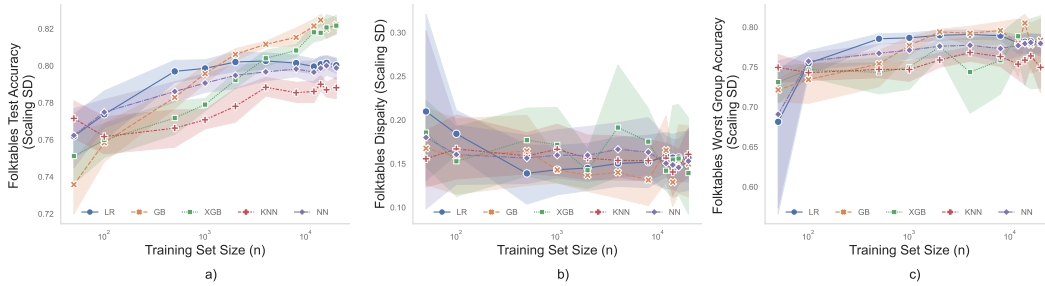 Folktables Test Accuracy
(Scaling SD)
0.82
0.80
0.78
0.76
0.74
0.72
LR GB XGB KNN NN
10² 10³ 10⁴
Training Set Size (n)
a)
Folktables Dispaity (Scaling SD)
0.30
0.25
0.20
0.15
0.10
LR GB XGB KNN NN
10² 10³ 10⁴
Training Set Size (n)
b)
Folktables Worst Group Accuracy
(Scaling SD)
0.80
0.75
0.70
0.65
0.60
LR GB XGB KNN NN
10² 10³ 10⁴
Training Set Size (n)
c)